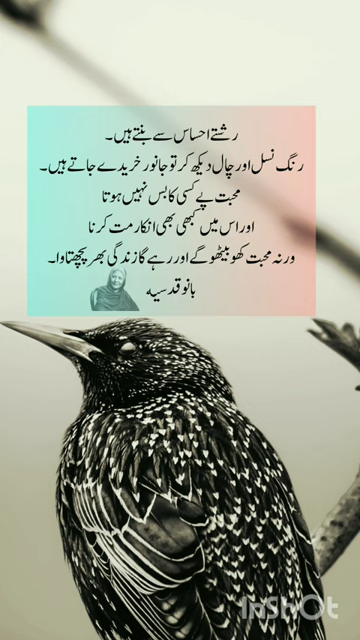 رشتے احساس سے بنتے ہیں۔
رنگ نسل اور چال دیکھ کر تو جانور خریدے جاتے ہیں۔
محبت پے کسی کا بس نہیں ہوتا
اور اس میں کبھی بھی انکار مت کرنا
ورنہ محبت کھو بیٹھو گے اور رہے گا زندگی بھر پچھتاوا۔
بانو قدسیه
InShOt